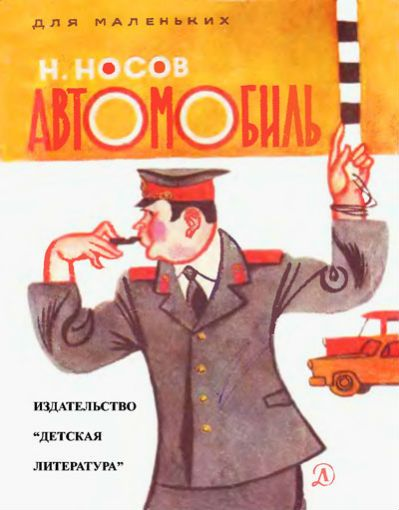 ДЛЯ МАЛЕНЬКИХ
Н. НОСОВ
АВТОМОБИЛЬ
ИЗДАТЕЛЬСТВО
"ДЕТСКАЯ
ЛИТЕРАТУРА"
Д